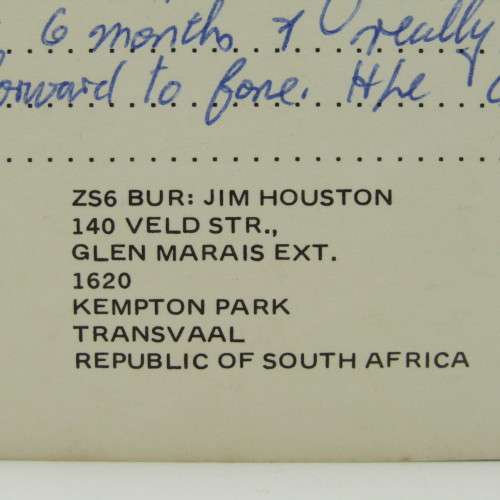 6 months & really
forward to fone. Hpe
ZS6 BUR: JIM HOUSTON
140 VELD STR.,
GLEN MARAIS EXT.
1620
KEMPTON PARK
TRANSVAAL
REPUBLIC OF SOUTH AFRICA